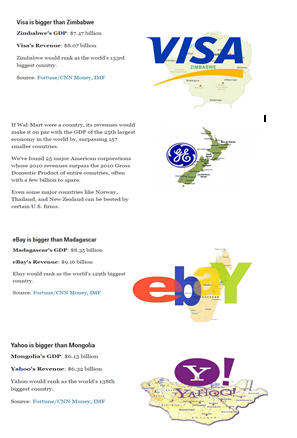 Visa is bigger than Zimbabwe
Zimbabwe's GDP: $7.47 billion
Visa's Revenue: $8.07 billion
Zimbabwe would rank as the world's 133rd
biggest country.
Source: Fortune/CNN Money, IMF
VISA
ZIMBABWE
If Wal-Mart were a country, its revenues would
make it on par with the GDP of the 25th largest
economy in the world by, surpassing 157
smaller countries.
We've found 25 major American corporations
whose 2010 revenues surpass the 2010 Gross
Domestic Product of entire countries, often
with a few billion to spare.
Even some major countries like Norway,
Thailand, and New Zealand can be bested by
certain U.S. firms.
eBay is bigger than Madagascar
Madagascar's GDP: $8.35 billion
eBay's Revenue: $9.16 billion
Ebay would rank as the world's 129th biggest
country.
Source: Fortune/CNN Money, IMF
ebaY
Yahoo is bigger than Mongolia
Mongolia's GDP: $6.13 billion
Yahoo's Revenue: $6.32 billion
Yahoo would rank as the world's 138th
biggest country.
Source: Fortune/CNN Money, IMF
Y!
YAHOO!